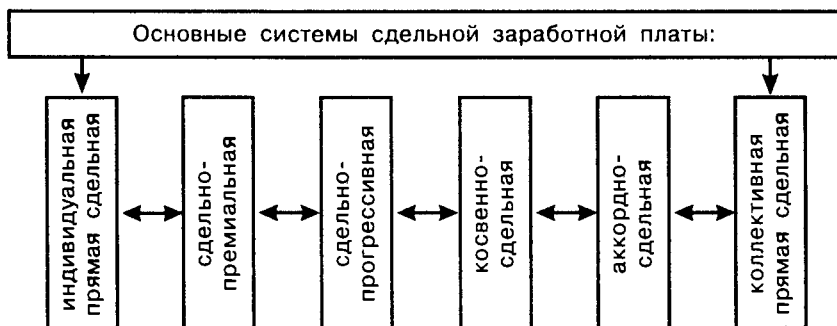 Основные системы сдельной заработной платы:
индивидуальная
прямая сдельная
сдельно-
премиальная
сдельно-
прогрессивная
косвенно-
сдельная
аккордно-
сдельная
коллективная
прямая сдельная